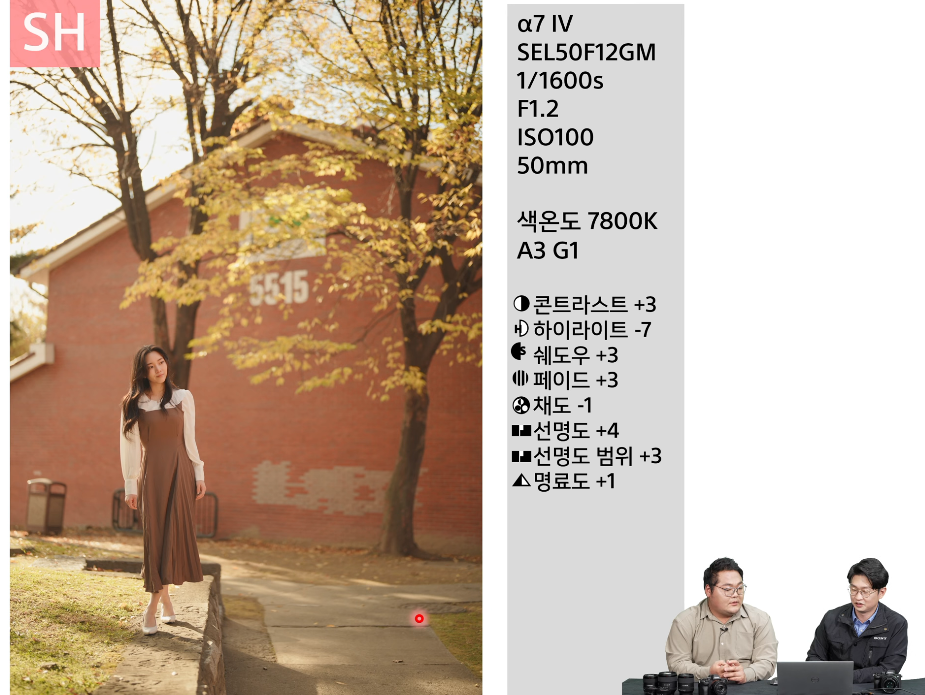 SH
α7 IV
SEL50F12GM
1/1600s
F1.2
ISO100
50mm
색온도 7800K
A3 G1
콘트라스트 +3
하이라이트 -7
쉐도우 +3
페이드 +3
채도 -1
선명도 +4
선명도 범위 +3
명료도 +1
5515
SONY